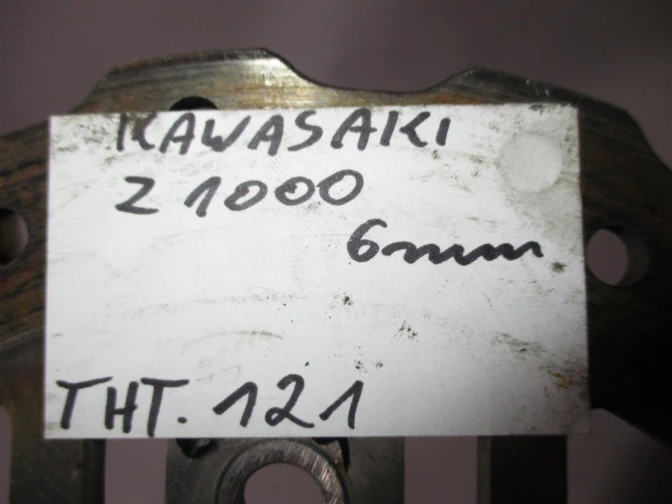 KAWASAKI
Z 1000
6mm
THT. 121